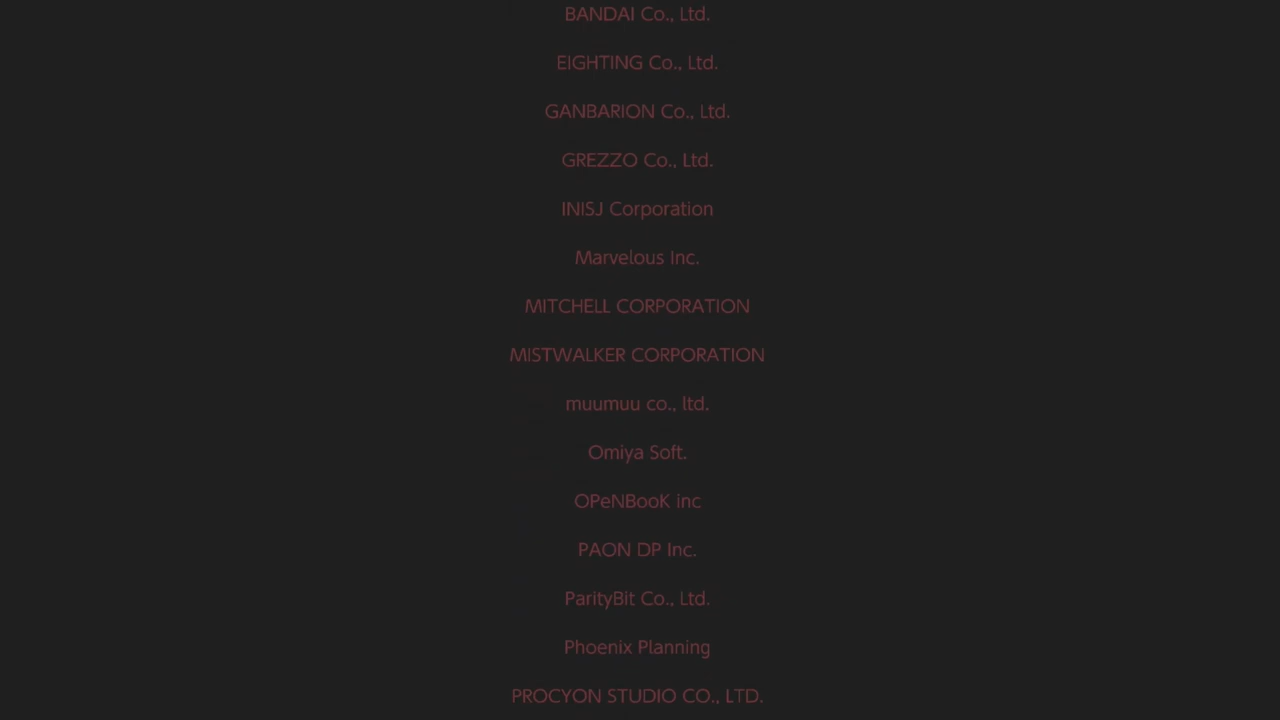 BANDAI Co., Ltd.
EIGHTING Co., Ltd.
GANBARION Co., Ltd.
GREZZO Co., Ltd.
INISJ Corporation
Marvelous Inc.
MITCHELL CORPORATION
MISTWALKER CORPORATION
muumuu co., ltd.
Omiya Soft.
OPeNBooK inc
PAON DP Inc.
ParityBit Co., Ltd.
Phoenix Planning
PROCYON STUDIO CO., LTD.